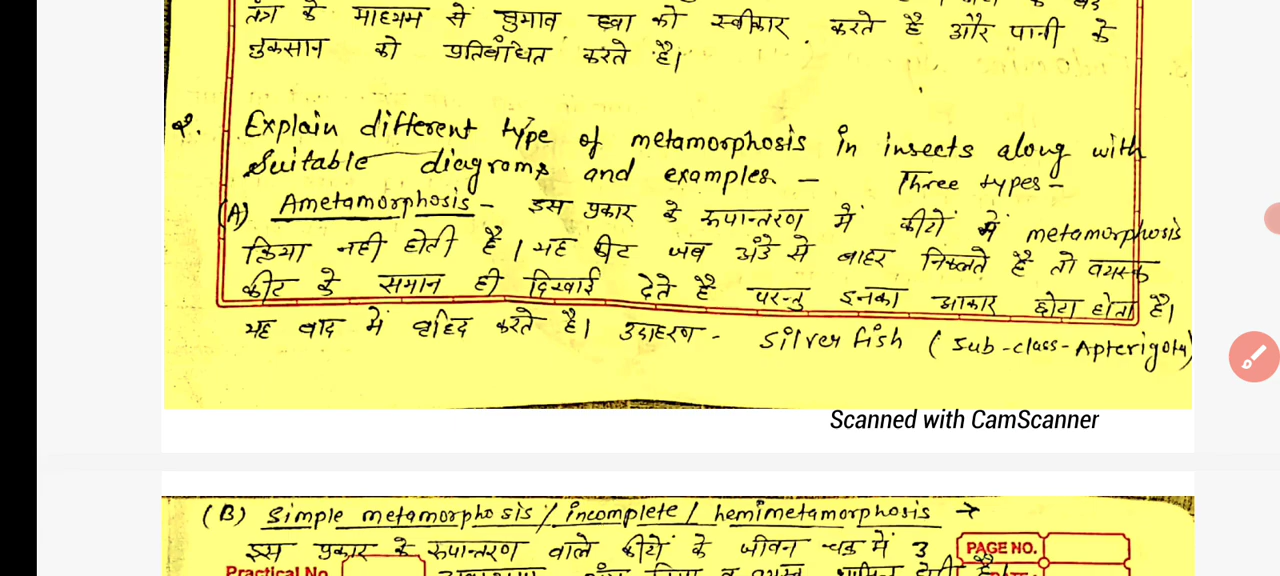 तंत्र के माध्यम से घुमाव हवा को स्वीकार करते है और पानी के
नुकसान को प्रतिबंधित करते है।
Q. Explain different type of metamorphosis in insects along with
Suitable diagroms and examples — Three types -
(A) Ametamorphosis - इस प्रकार के रूपान्तरण में कीटों में metamorphosis
क्रिया नही होती है। यह कीट जब अंडे से बाहर निकलते है तो वयस्क
कीट के समान ही दिखाई देते है परन्तु इनका आकार छोटा होता है।
यह बाद में वृद्दि करते है। उदाहरण - Silver fish ( Sub-class-Apterigota)
Scanned with CamScanner
(B) Simple metamorphosis / incomplete / hemimetamorphosis →
इस प्रकार के रूपान्तरण वाले कीटों के जीवन चक्र में 3
PAGE NO.
Practical No